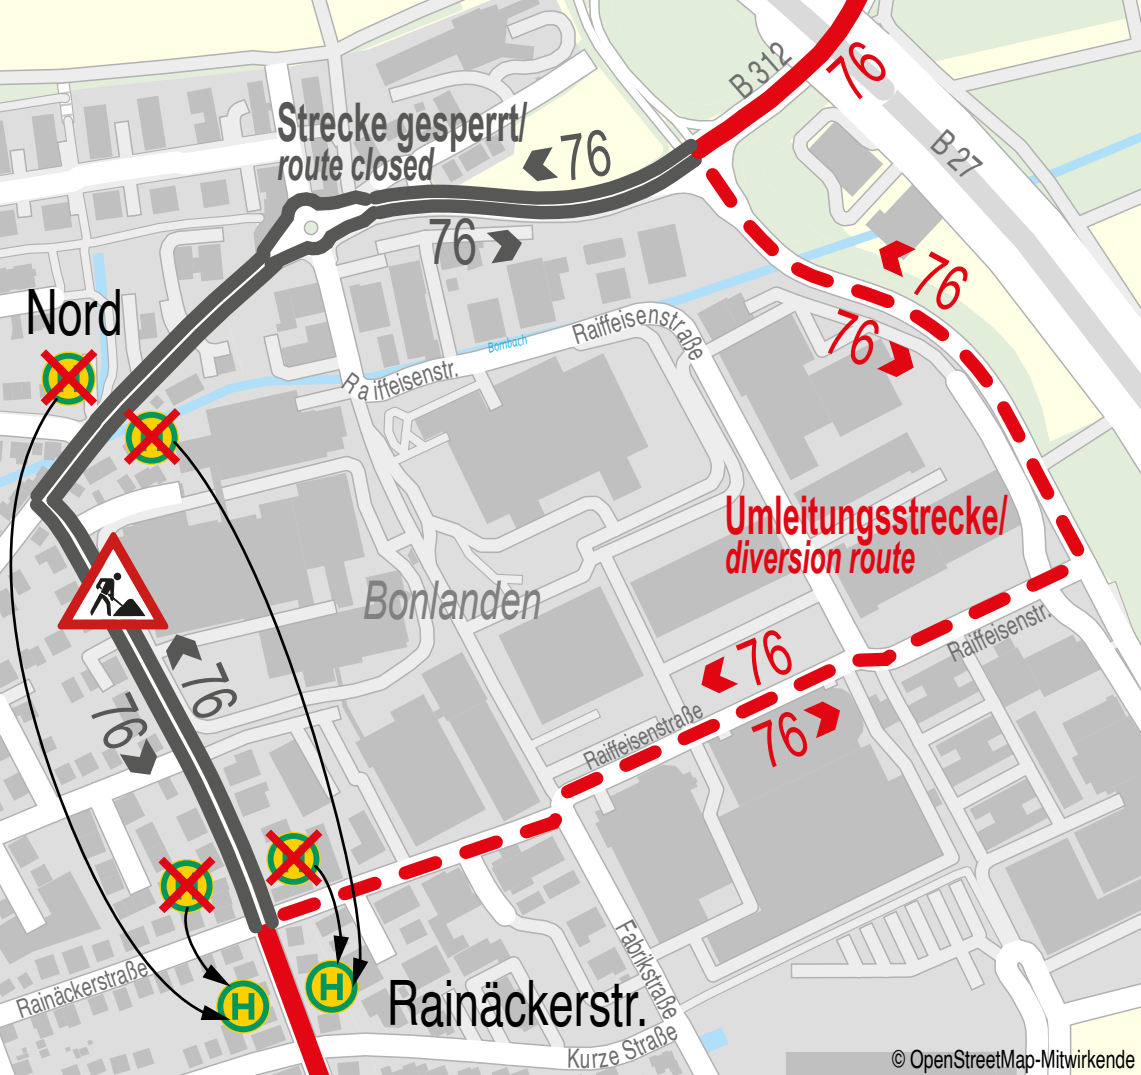 B 312
76
B 27
Strecke gesperrt/
route closed
76
76
Nord
H
H
76
76
Raiffeisenstraße
Bombach
Raiffeisenstr.
Umleitungsstrecke/
diversion route
Bonlanden
Raiffeisenstr.
76
76
76
76
Raiffeisenstraße
H
H
Rainäckerstraße
H
H
Rainäckerstr.
Fabrikstraße
Kurze Straße
© OpenStreetMap-Mitwirkende